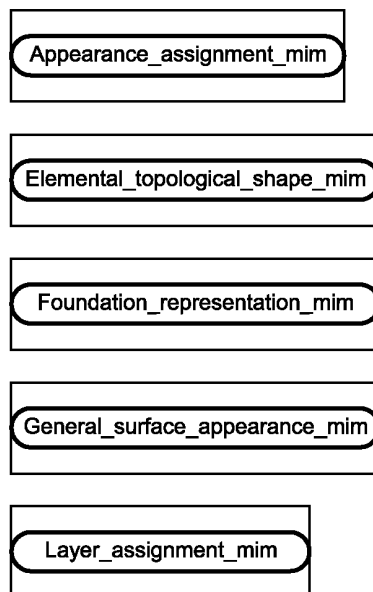 Appearance_assignment_mim
Elemental_topological_shape_mim
Foundation_representation_mim
General_surface_appearance_mim
Layer_assignment_mim